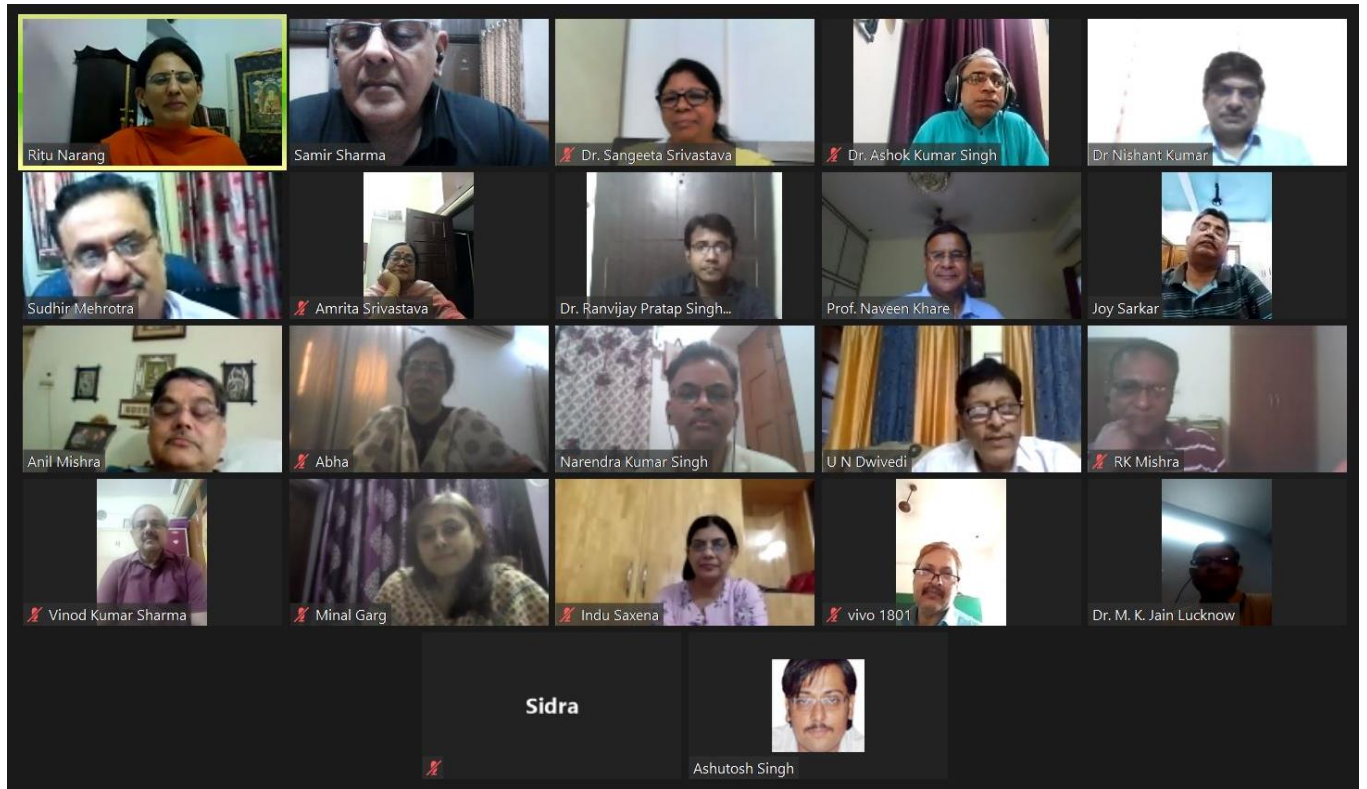 Ritu Narang
Samir Sharma
Dr. Sangeeta Srivastava
Dr. Ashok Kumar Singh
Dr Nishant Kumar
Sudhir Mehrotra
Amrita Srivastava
Dr. Ranvijay Pratap Singh...
Prof. Naveen Khare
Joy Sarkar
Anil Mishra
Abha
Narendra Kumar Singh
U N Dwivedi
RK Mishra
Vinod Kumar Sharma
Minal Garg
Indu Saxena
vivo 1801
Dr. M. K. Jain Lucknow
Sidra
Ashutosh Singh